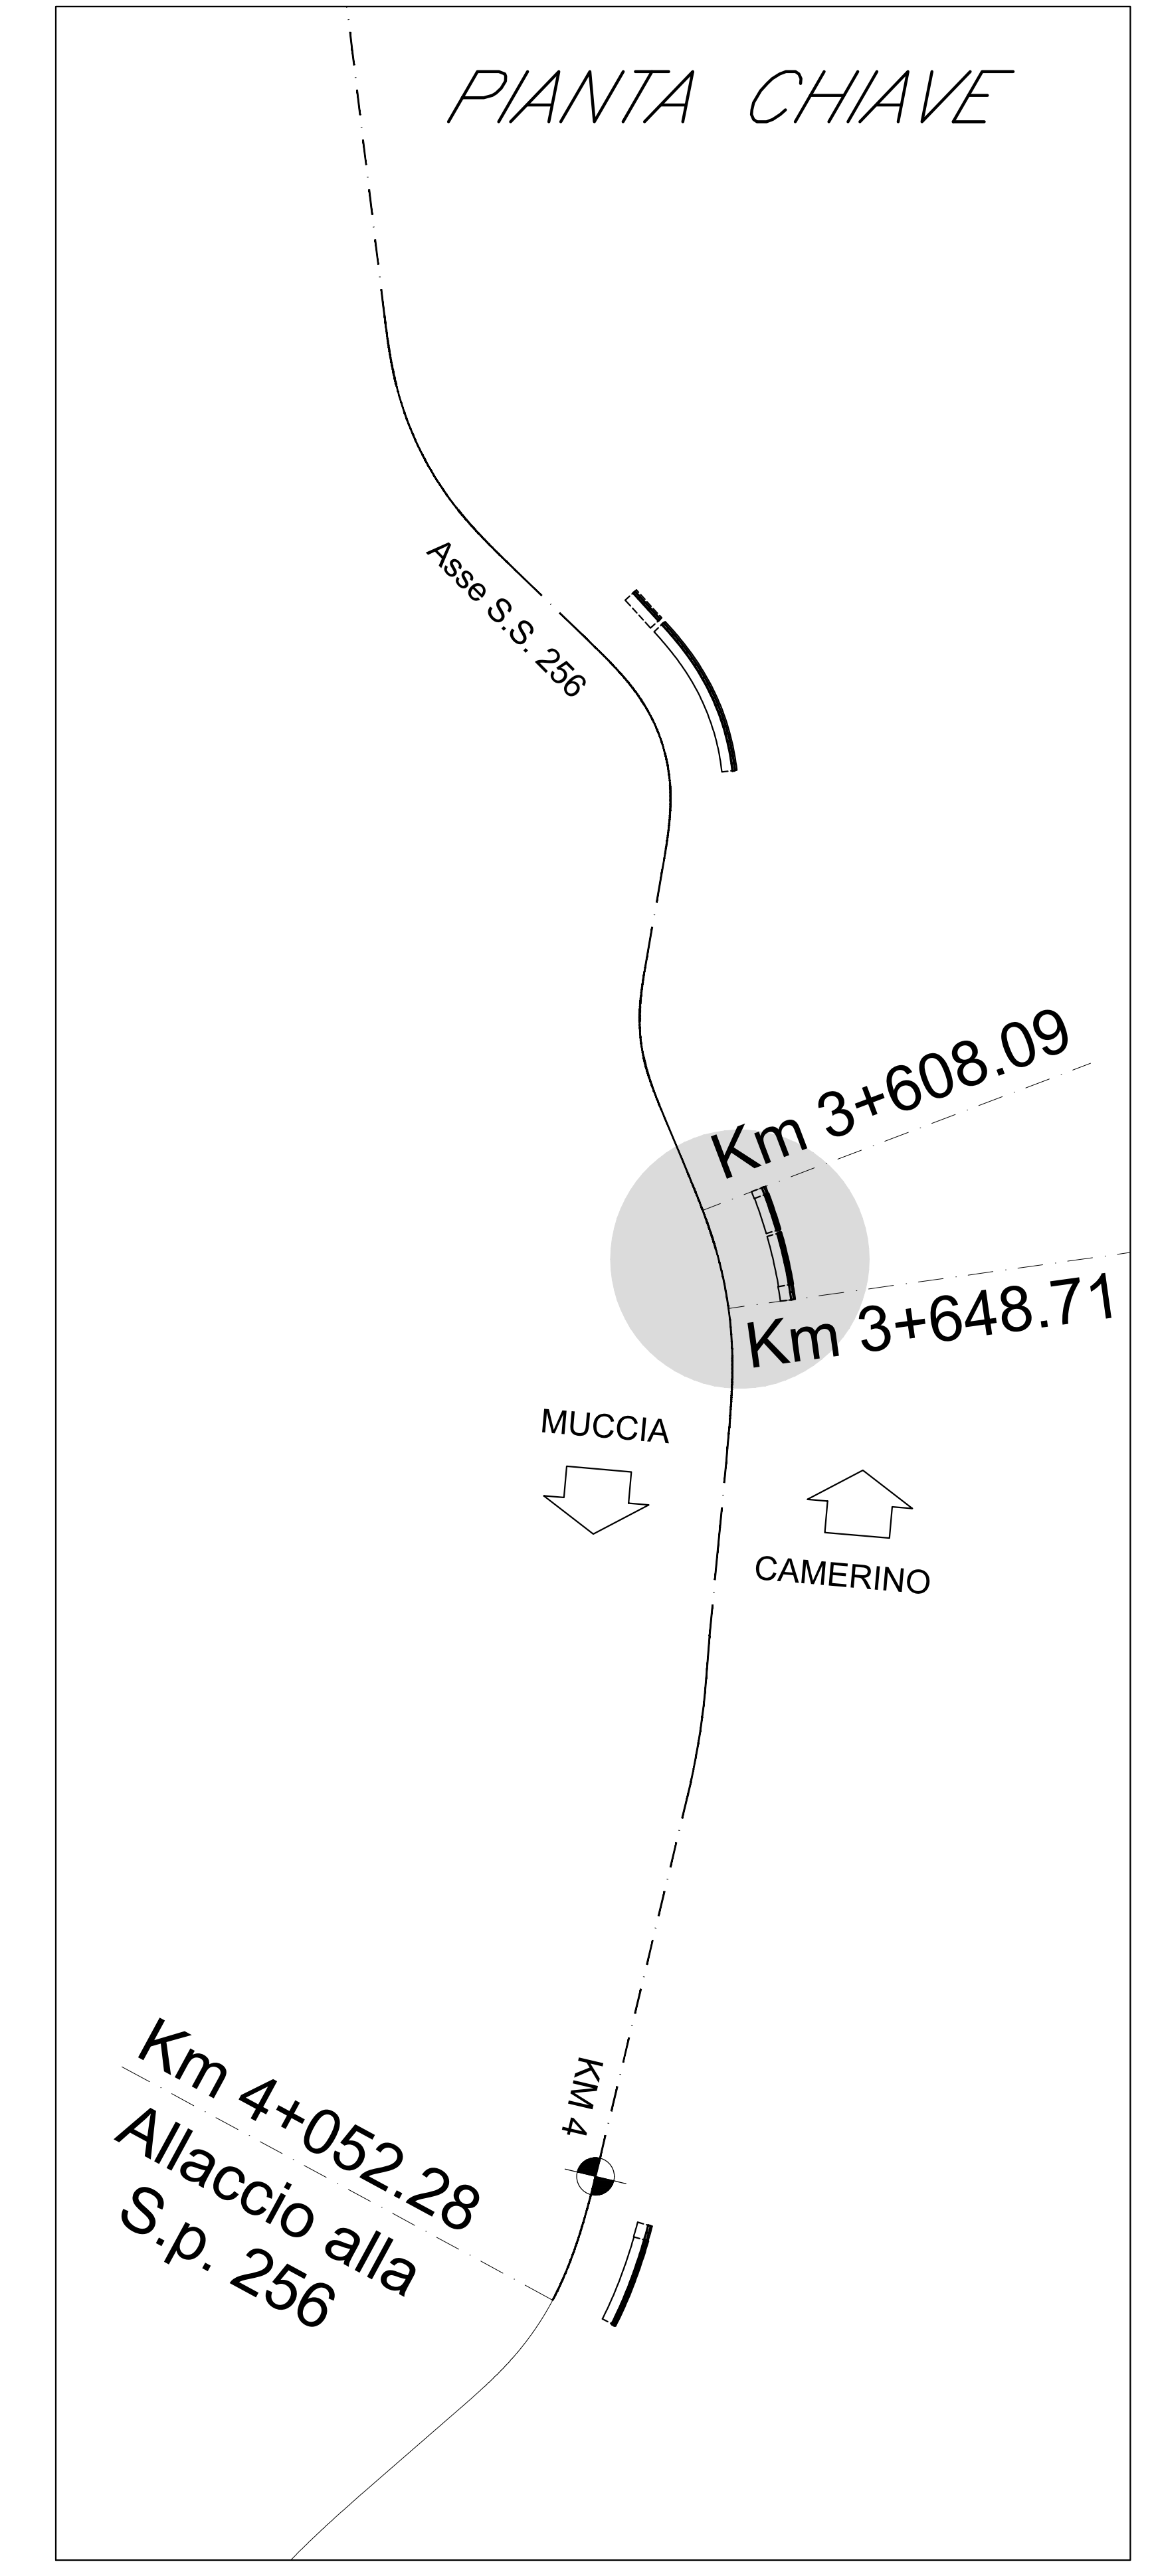 PIANTA CHIAVE
Asse S.S. 256
Km 3+608.09
Km 3+648.71
MUCCIA
CAMERINO
KM 4
Km 4+052.28
Allaccio alla
S.p. 256